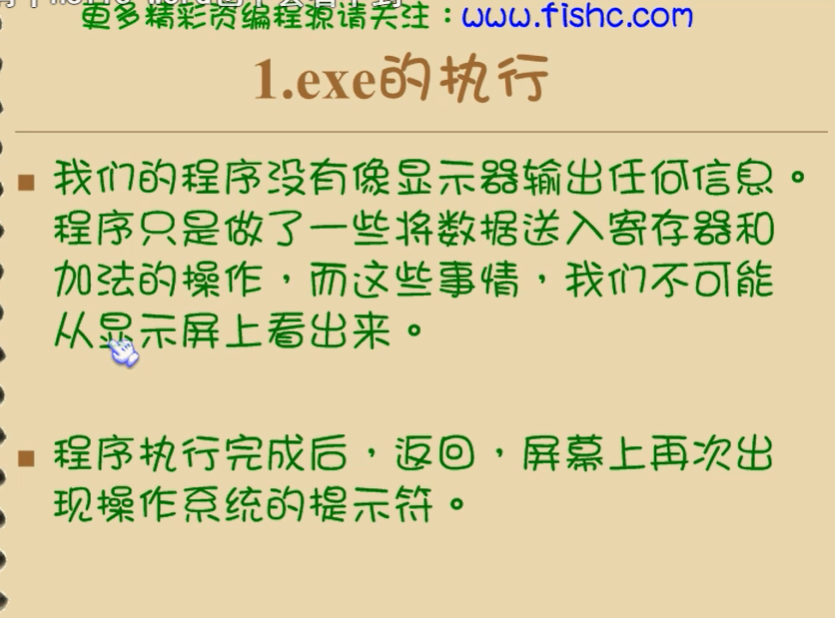 更多精彩资编程源请关注：www.fishc.com
1.exe的执行
我们的程序没有像显示器输出任何信息。
程序只是做了一些将数据送入寄存器和
加法的操作，而这些事情，我们不可能
从显示屏上看出来。
程序执行完成后，返回，屏幕上再次出
现操作系统的提示符。